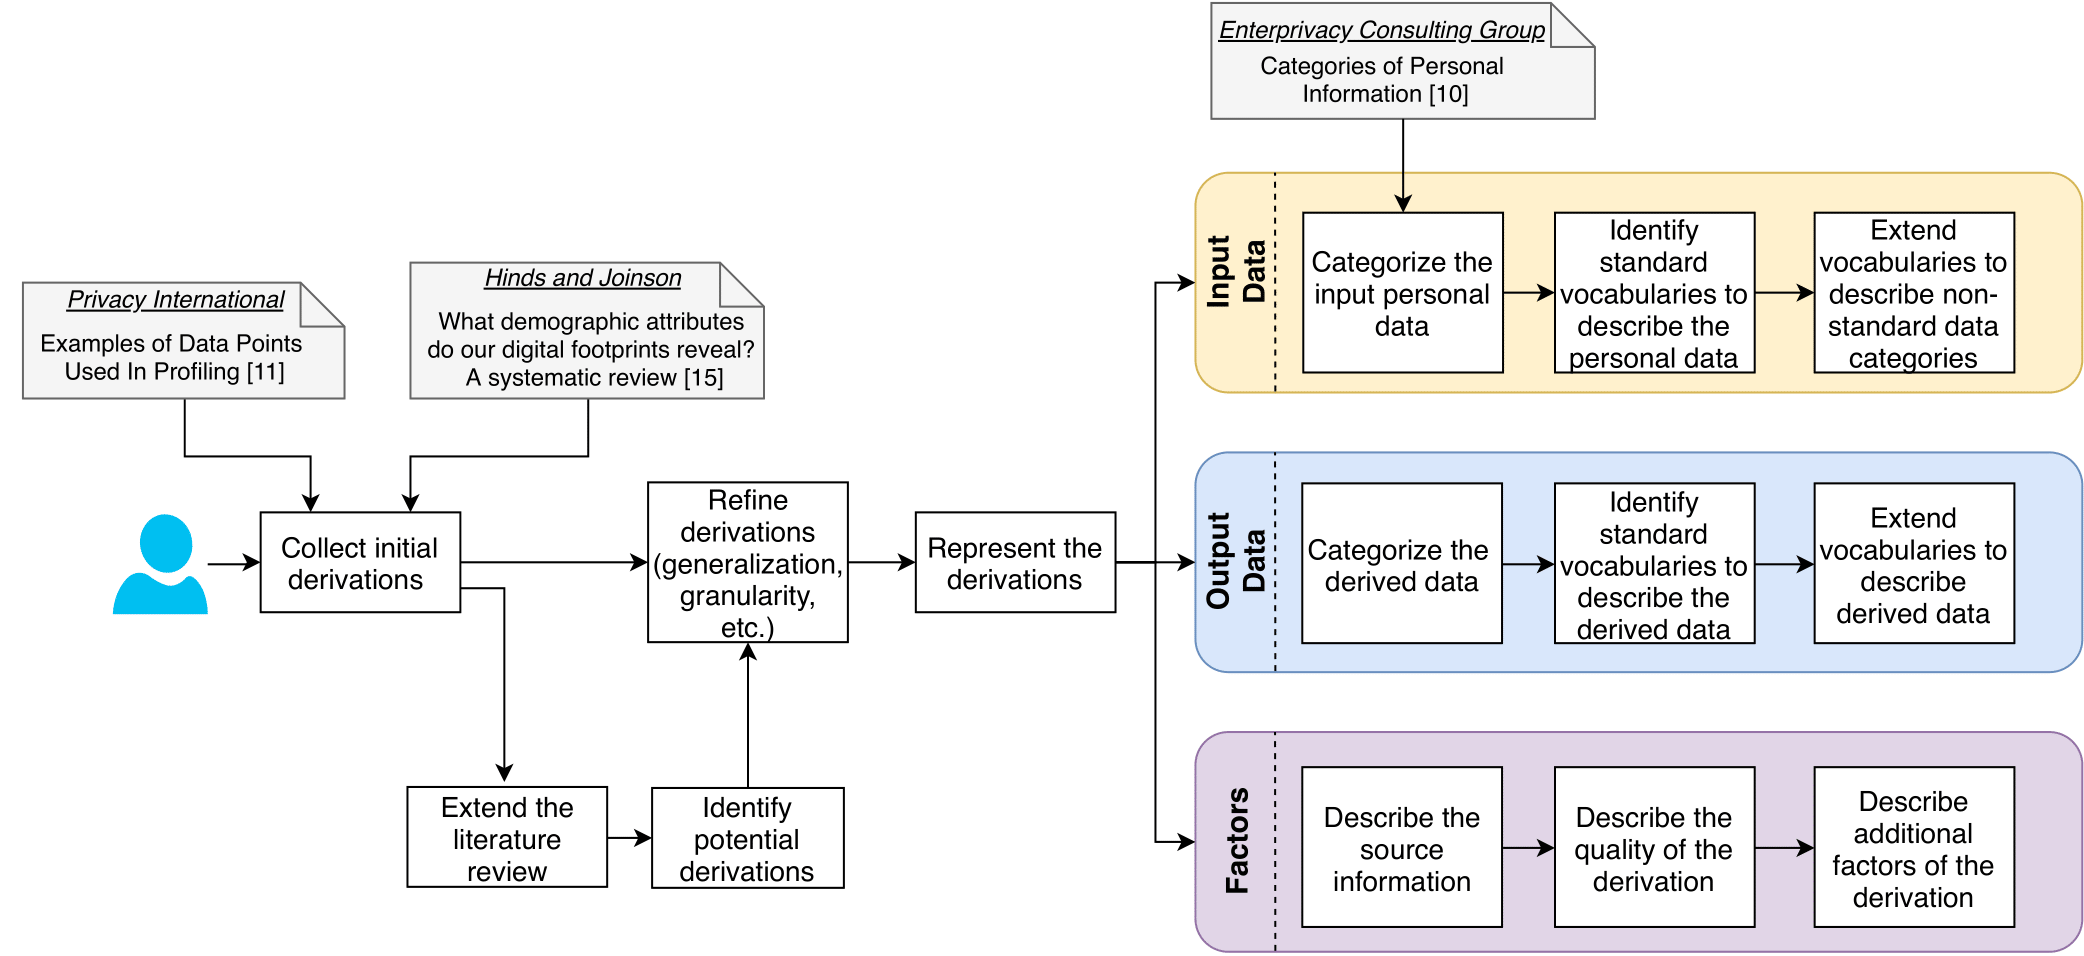 Enterprivacy Consulting Group
Categories of Personal
Information [10]
Privacy International
Examples of Data Points
Used In Profiling [11]
Hinds and Joinson
What demographic attributes
do our digital footprints reveal?
A systematic review [15]
Collect initial
derivations
Refine
derivations
(generalization,
granularity,
etc.)
Represent the
derivations
Extend the
literature
review
Identify
potential
derivations
Input
Data
Categorize the
input personal
data
Identify
standard
vocabularies to
describe the
personal data
Extend
vocabularies to
describe non-
standard data
categories
Output
Data
Categorize the
derived data
Identify
standard
vocabularies to
describe the
derived data
Extend
vocabularies to
describe
derived data
Factors
Describe the
source
information
Describe the
quality of the
derivation
Describe
additional
factors of the
derivation